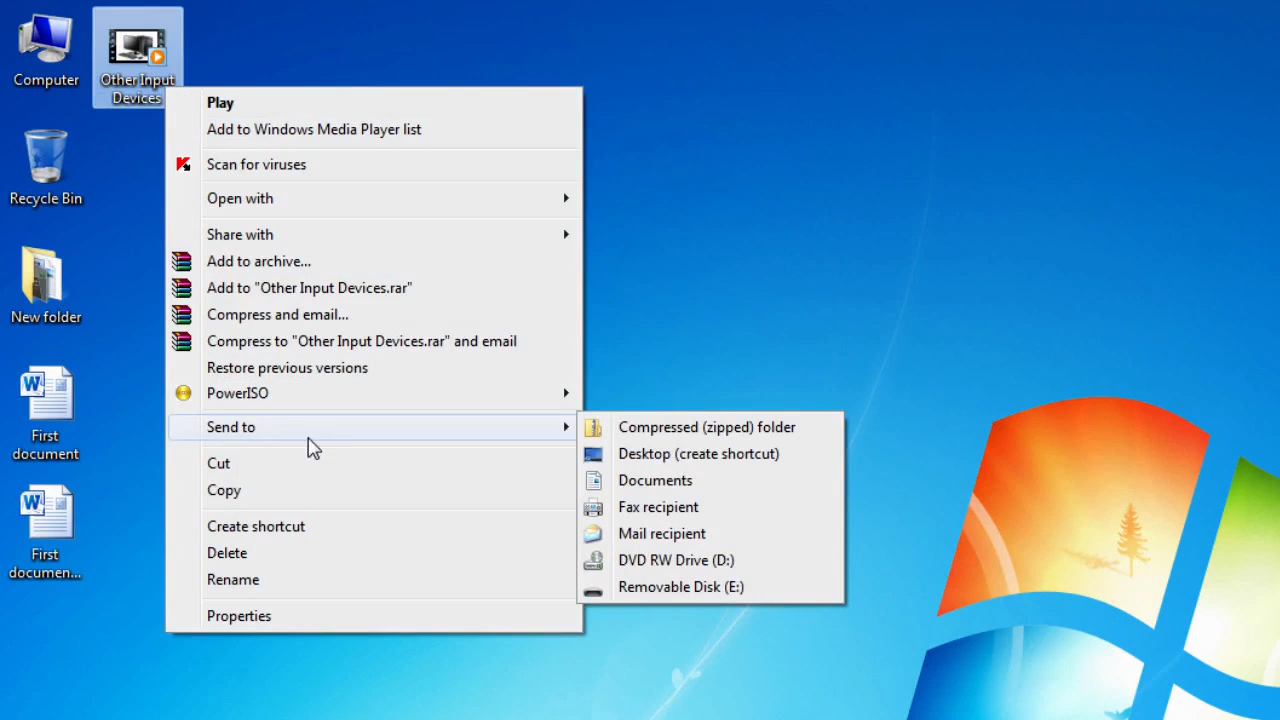 Computer
Other Input
Devices
Recycle Bin
New folder
First
document
First
documen...
Play
Add to Windows Media Player list
Scan for viruses
Open with
Share with
Add to archive...
Add to "Other Input Devices.rar"
Compress and email...
Compress to "Other Input Devices.rar" and email
Restore previous versions
PowerISO
Send to
Cut
Copy
Create shortcut
Delete
Rename
Properties
Compressed (zipped) folder
Desktop (create shortcut)
Documents
Fax recipient
Mail recipient
DVD RW Drive (D:)
Removable Disk (E:)